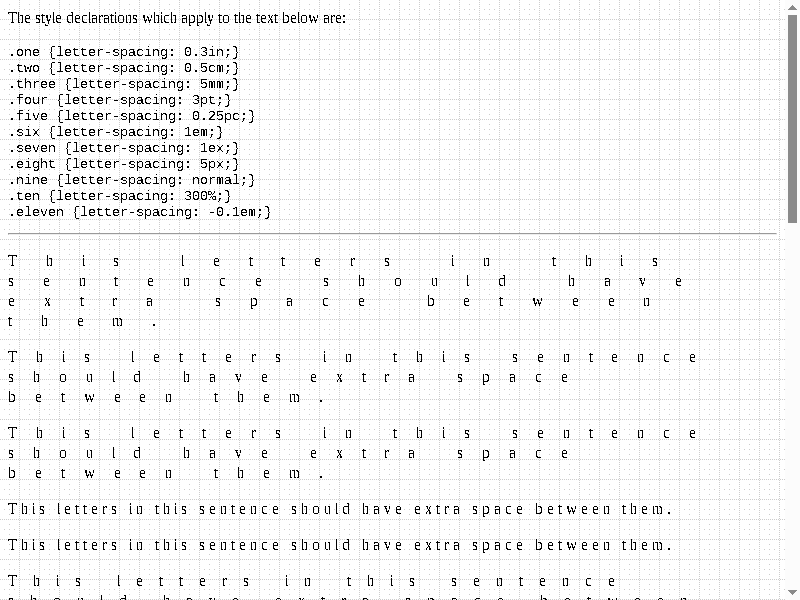 The style declarations which apply to the text below are:
.one {letter-spacing: 0.3in;}
.two {letter-spacing: 0.5cm;}
.three {letter-spacing: 5mm;}
.four {letter-spacing: 3pt;}
.five {letter-spacing: 0.25pc;}
.six {letter-spacing: 1em;}
.seven {letter-spacing: 1ex;}
.eight {letter-spacing: 5px;}
.nine {letter-spacing: normal;}
.ten {letter-spacing: 300%;}
.eleven {letter-spacing: -0.1em;}
This letters in this
sentence should have
extra space between
them.
This letters in this sentence
should have extra space
between them.
This letters in this sentence
should have extra space
between them.
This letters in this sentence should have extra space between them.
This letters in this sentence should have extra space between them.
This letters in this sentence
should have extra space between